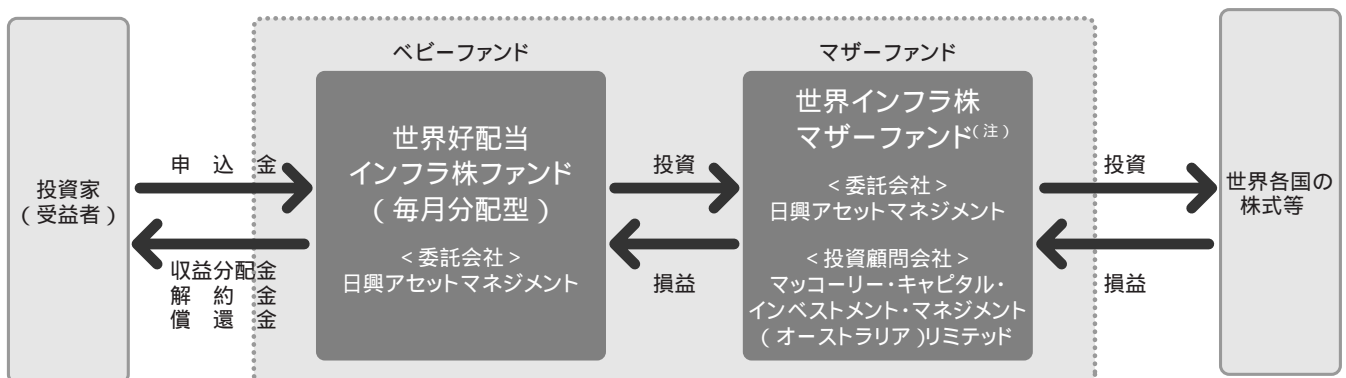 投資家
（受益者）
申込金
収益分配金
解約金
償還金
ベビーファンド
世界好配当
インフラ株ファンド
（毎月分配型）
＜委託会社＞
日興アセットマネジメント
投資
損益
マザーファンド
世界インフラ株
マザーファンド（注）
＜委託会社＞
日興アセットマネジメント
＜投資顧問会社＞
マッコーリー・キャピタル・
インベストメント・マネジメント
（オーストラリア）リミテッド
投資
損益
世界各国の
株式等